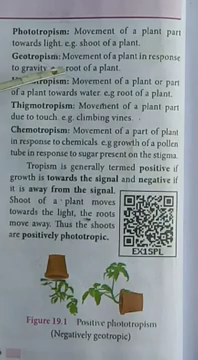 Phototropism: Movement of a plant part
towards light. e.g. shoot of a plant.
Geotropism: Movement of a plant in response
to gravity root of a plant.
Movement of a plant or part
of a plant towards water. e.g root of a plant.
Thigmotropism: Movement of a plant part
due to touch. e.g. climbing vines.
Chemotropism: Movement of a part of plant
in response to chemicals. e.g growth of a pollen
tube in response to sugar present on the stigma.
Tropism is generally termed positive if
growth is towards the signal and negative if
it is away from the signal.
Shoot of a plant moves
towards the light, the roots
move away. Thus the shoots
are positively phototropic.
EX1SPL
Figure 19.1 Positive phototropism
(Negatively geotropic)